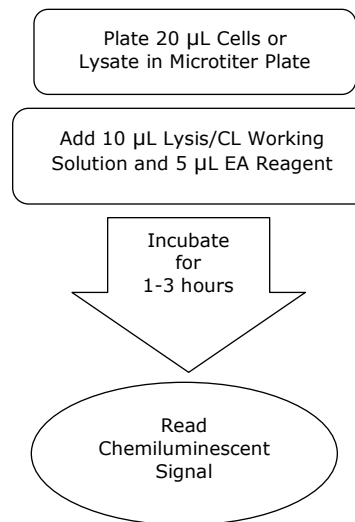 Plate 20 µL Cells or
Lysate in Microtiter Plate
Add 10 µL Lysis/CL Working
Solution and 5 µL EA Reagent
Incubate
for
1-3 hours
Read
Chemiluminescent
Signal